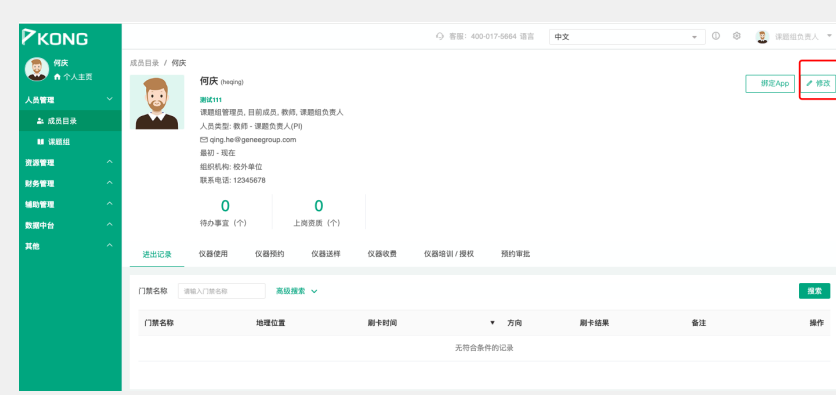 KONG
客服: 400-017-5664 语言 中文 课题组负责人
何庆
个人主页
人员管理
成员目录
课题组
资源管理
财务管理
辅助管理
数据中台
其他
成员目录 / 何庆
何庆 (heqing)
绑定App 修改
测试111
课题组管理员, 目前成员, 教师, 课题组负责人
人员类型: 教师 - 课题负责人(PI)
qing.he@geneegroup.com
最初 - 现在
组织机构: 校外单位
联系电话: 12345678
0 0
待办事宜（个） 上岗资质（个）
进出记录 仪器使用 仪器预约 仪器送样 仪器收费 仪器培训 / 授权 预约审批
门禁名称 请输入门禁名称 高级搜索 搜索
门禁名称 地理位置 刷卡时间 方向 刷卡结果 备注 操作
无符合条件的记录